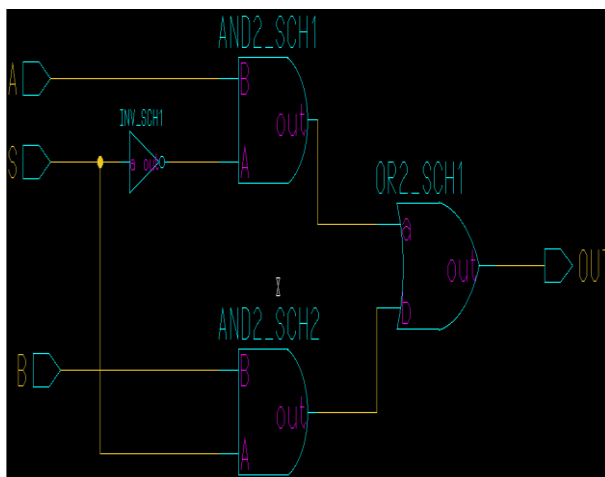 AND2_SCH1
A
B
INV_SCH1
out
S
a out
A
OR2_SCH1
a
out
OUT
AND2_SCH2
b
B
B
out
A